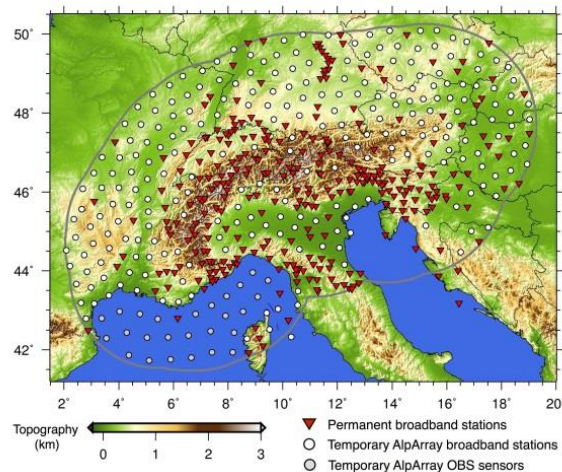 50˚
48˚
46˚
44˚
42˚
2˚ 4˚ 6˚ 8˚ 10˚ 12˚ 14˚ 16˚ 18˚ 20˚
Topography
(km)
0 1 2 3
Permanent broadband stations
Temporary AlpArray broadband stations
Temporary AlpArray OBS sensors